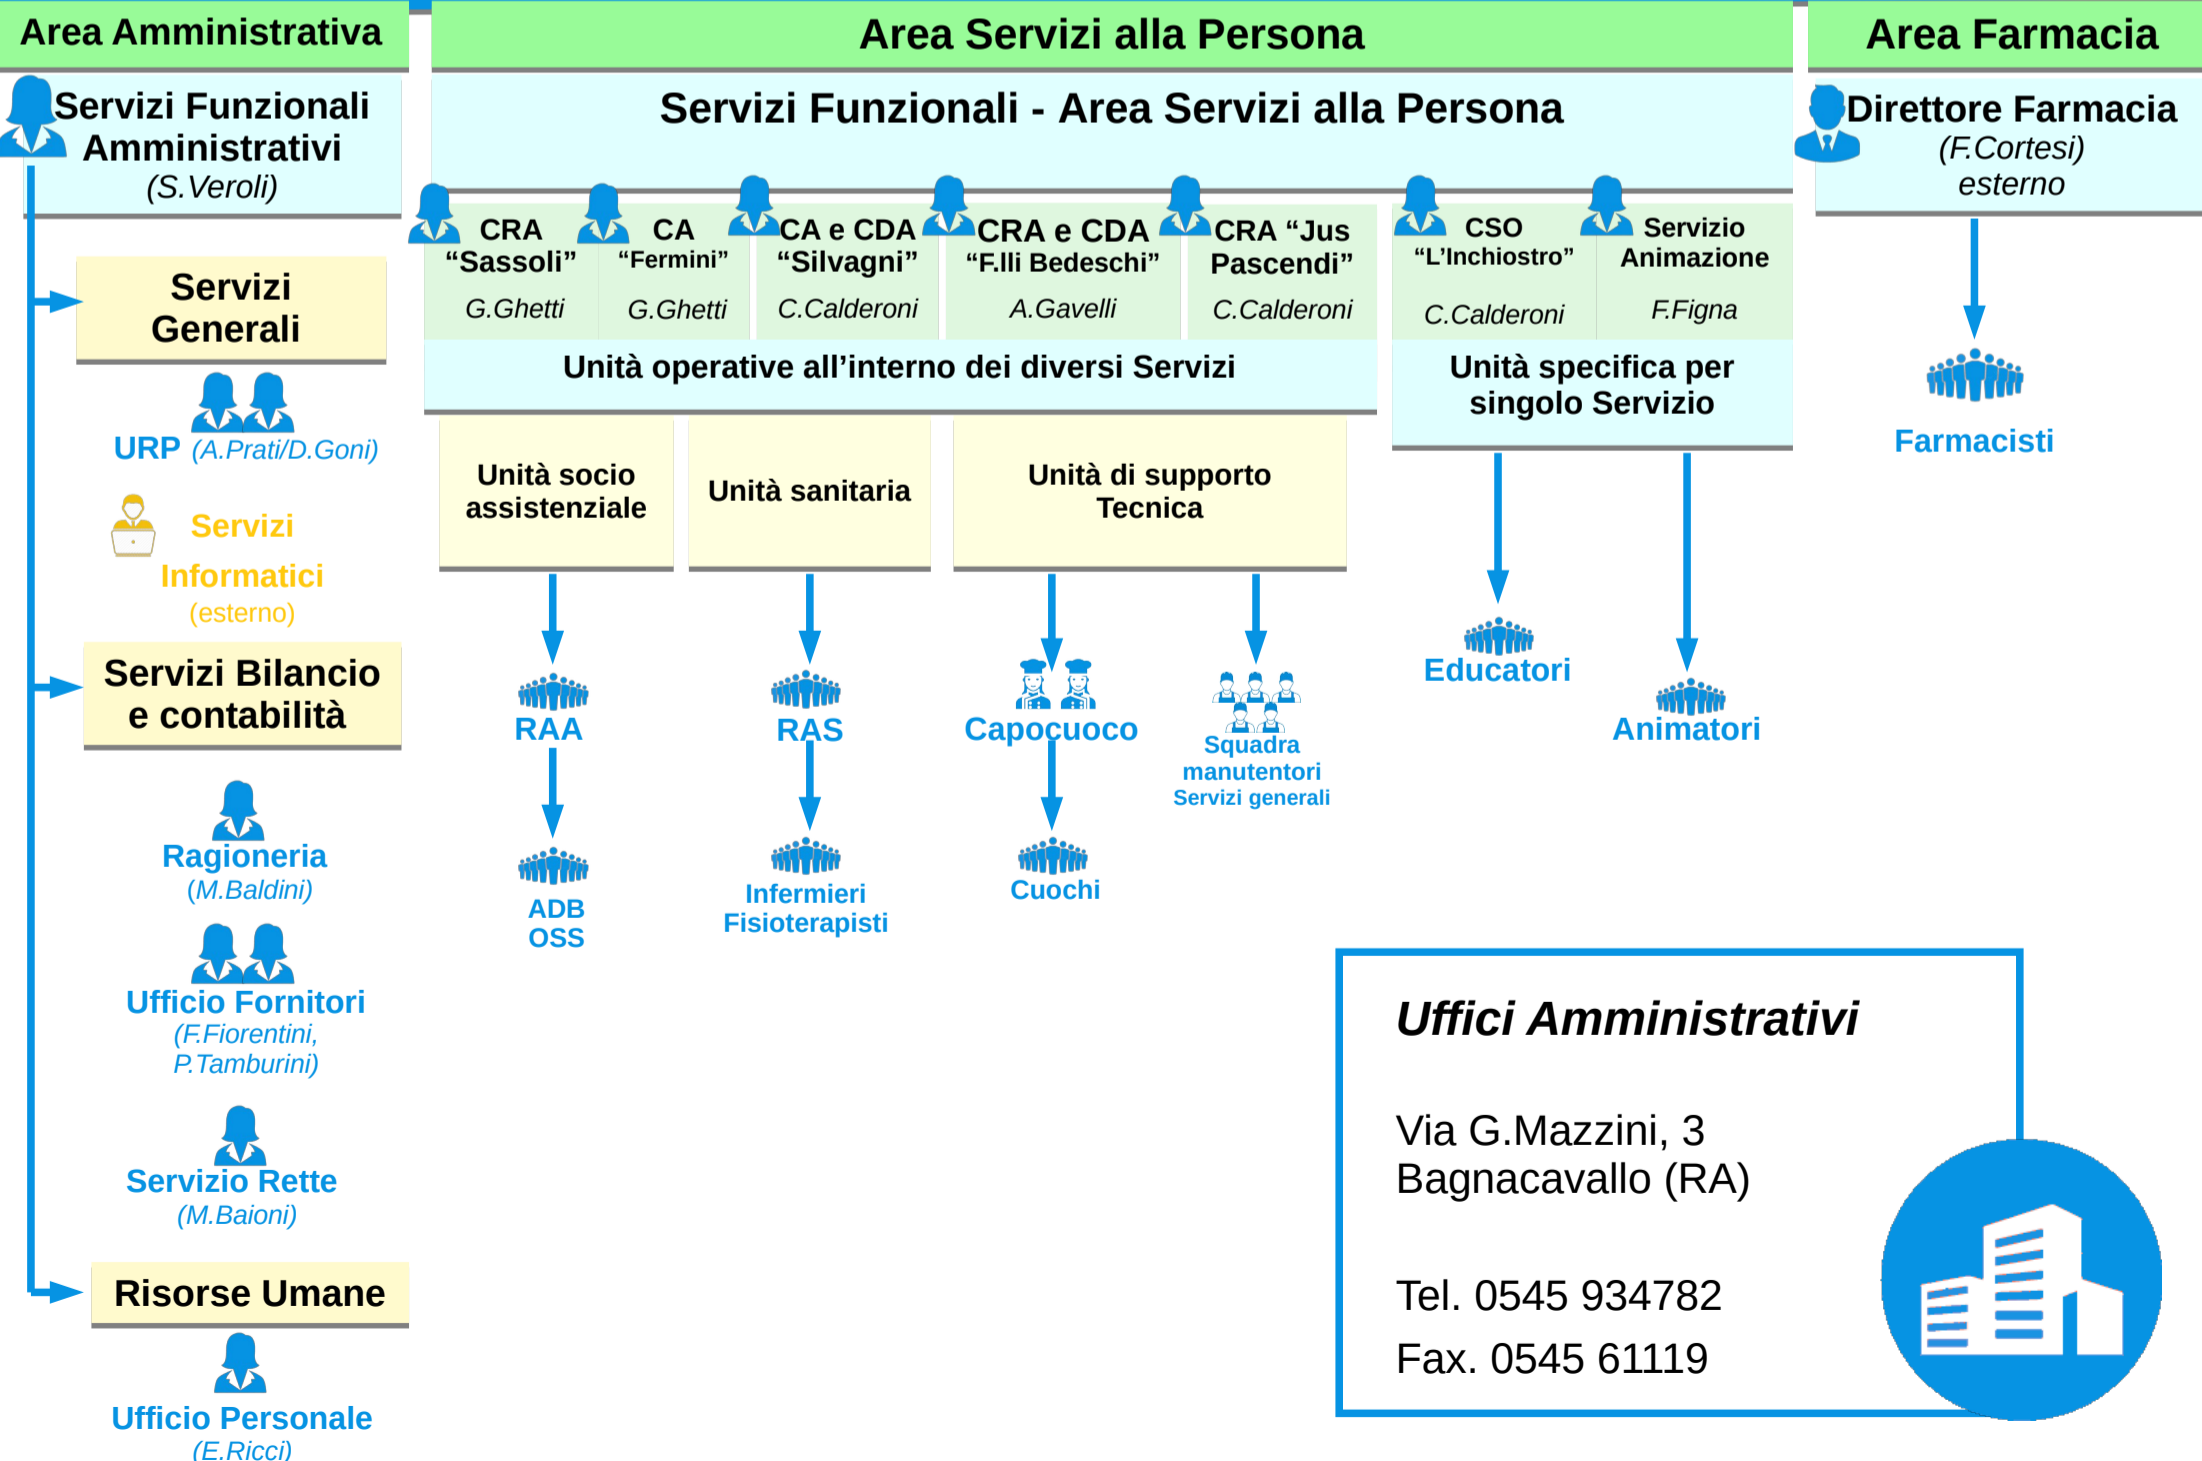 Area Amministrativa
Servizi Funzionali
Amministrativi
(S.Veroli)
Servizi
Generali
URP (A.Prati/D.Goni)
Servizi
Informatici
(esterno)
Servizi Bilancio
e contabilità
Ragioneria
(M.Baldini)
Ufficio Fornitori
(F.Fiorentini,
P.Tamburini)
Servizio Rette
(M.Baioni)
Risorse Umane
Ufficio Personale
(E.Ricci)
Area Servizi alla Persona
Servizi Funzionali - Area Servizi alla Persona
CRA
“Sassoli”
G.Ghetti
CA
“Fermini”
G.Ghetti
CA e CDA
“Silvagni”
C.Calderoni
CRA e CDA
“F.lli Bedeschi”
A.Gavelli
CRA “Jus
Pascendi”
C.Calderoni
CSO
“L’Inchiostro”
C.Calderoni
Servizio
Animazione
F.Figna
Unità operative all’interno dei diversi Servizi
Unità specifica per
singolo Servizio
Unità socio
assistenziale
Unità sanitaria
Unità di supporto
Tecnica
RAA
ADB
OSS
RAS
Infermieri
Fisioterapisti
Capocuoco
Cuochi
Squadra
manutentori
Servizi generali
Educatori
Animatori
Area Farmacia
Direttore Farmacia
(F.Cortesi)
esterno
Farmacisti
Uffici Amministrativi
Via G.Mazzini, 3
Bagnacavallo (RA)
Tel. 0545 934782
Fax. 0545 61119